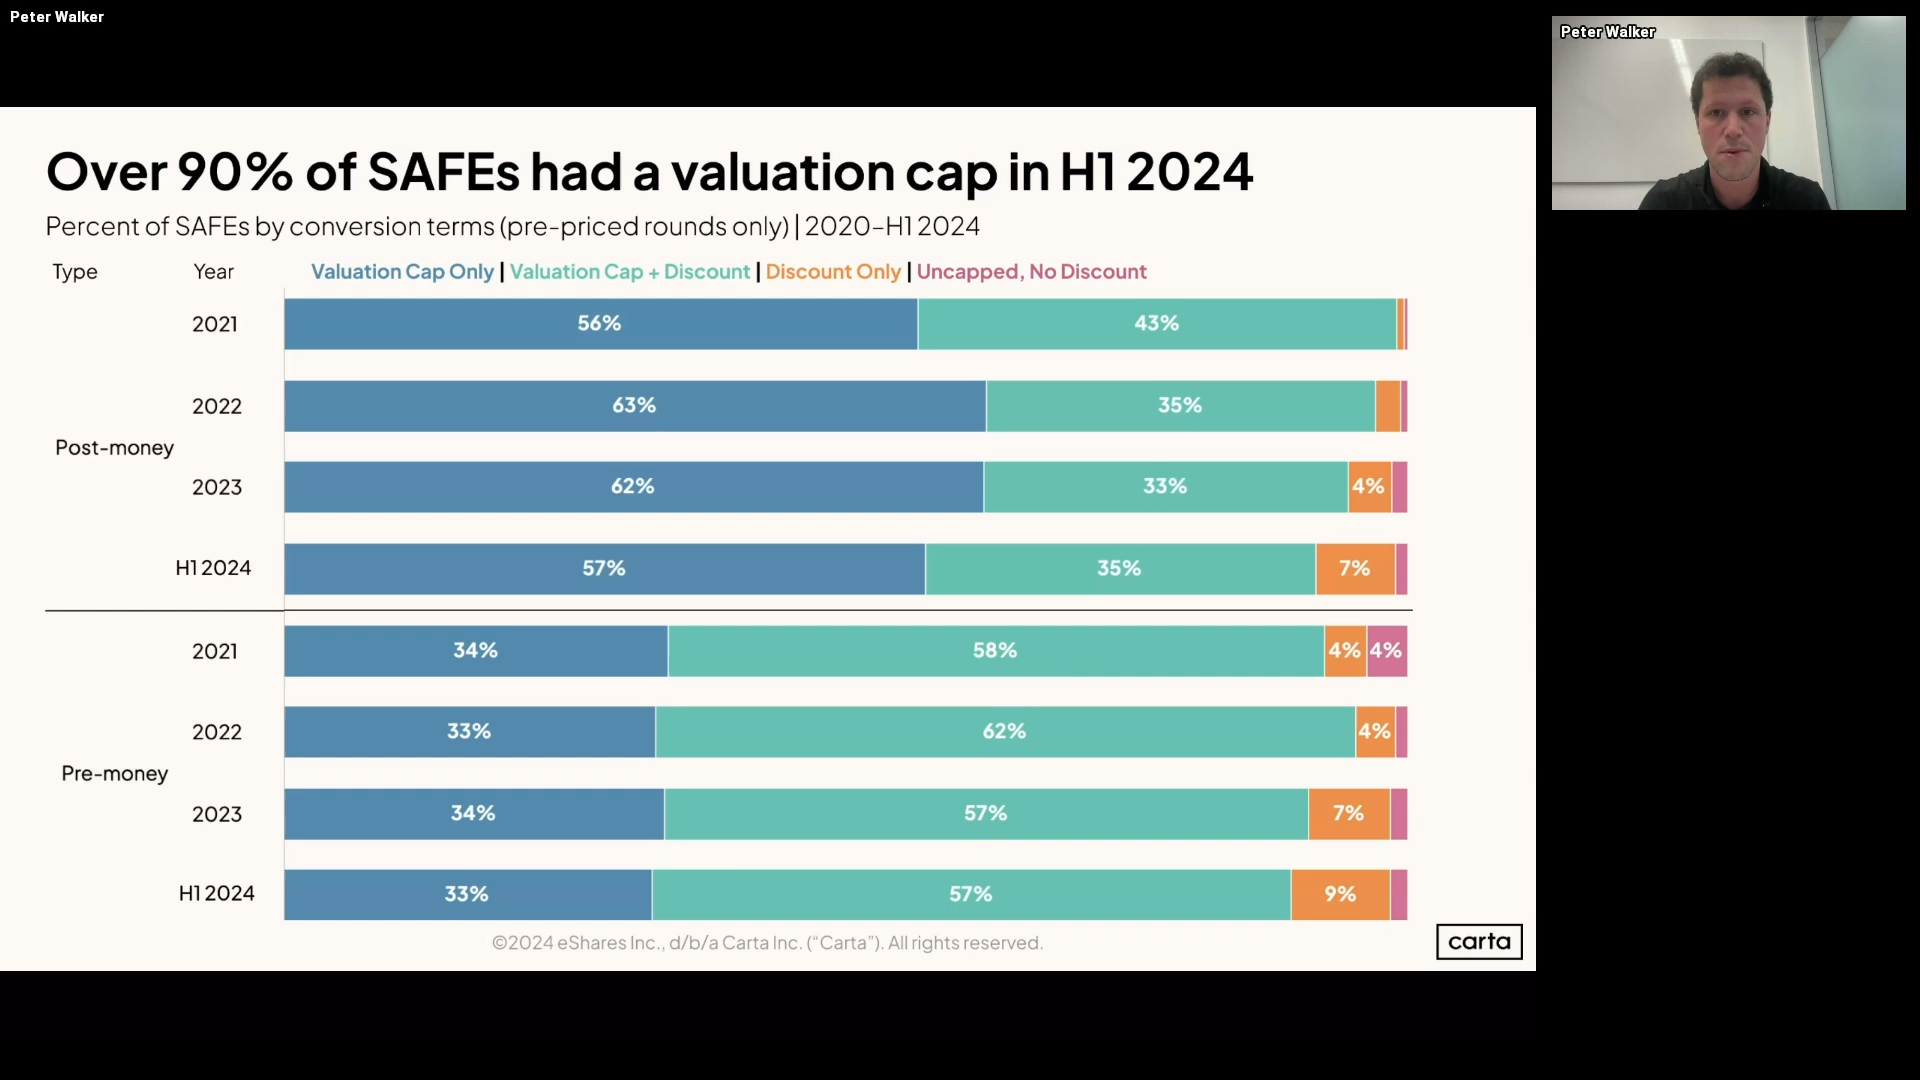 Peter Walker
Peter Walker
Over 90% of SAFEs had a valuation cap in H1 2024
Percent of SAFEs by conversion terms (pre-priced rounds only) | 2020–H1 2024
Type Year Valuation Cap Only | Valuation Cap + Discount | Discount Only | Uncapped, No Discount
2021 56% 43%
2022 63% 35%
Post-money
2023 62% 33% 4%
H1 2024 57% 35% 7%
2021 34% 58% 4% 4%
2022 33% 62% 4%
Pre-money
2023 34% 57% 7%
H1 2024 33% 57% 9%
©2024 eShares Inc., d/b/a Carta Inc. (“Carta”). All rights reserved.
carta